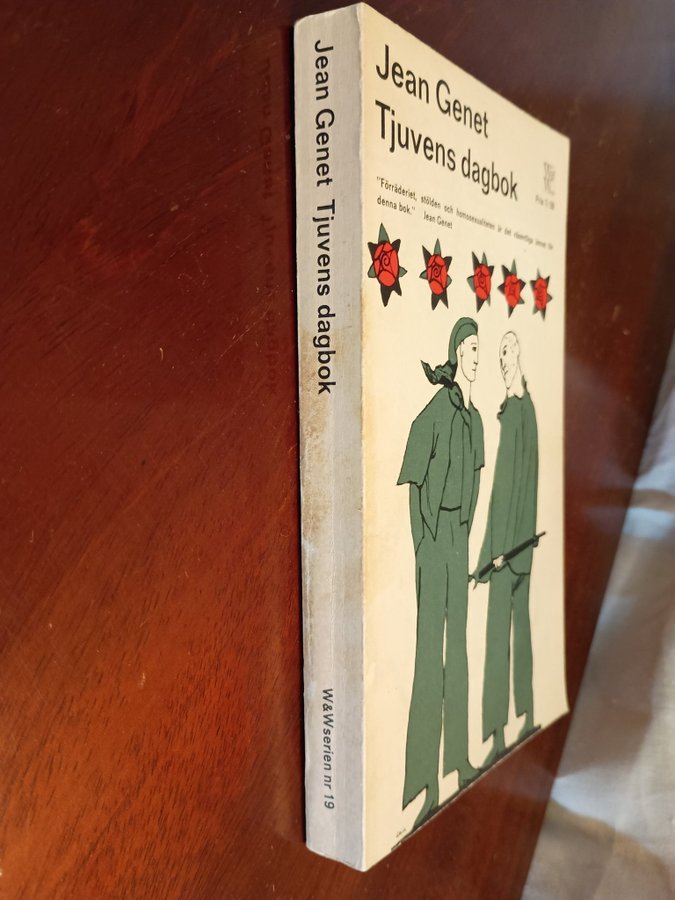 Jean Genet Tjuvens dagbok
W&Wserien nr 19
Jean Genet
Tjuvens dagbok
"Förräderiet, stölden och homosexualiteten är det väsentliga ämnet för
denna bok." Jean Genet
Pris